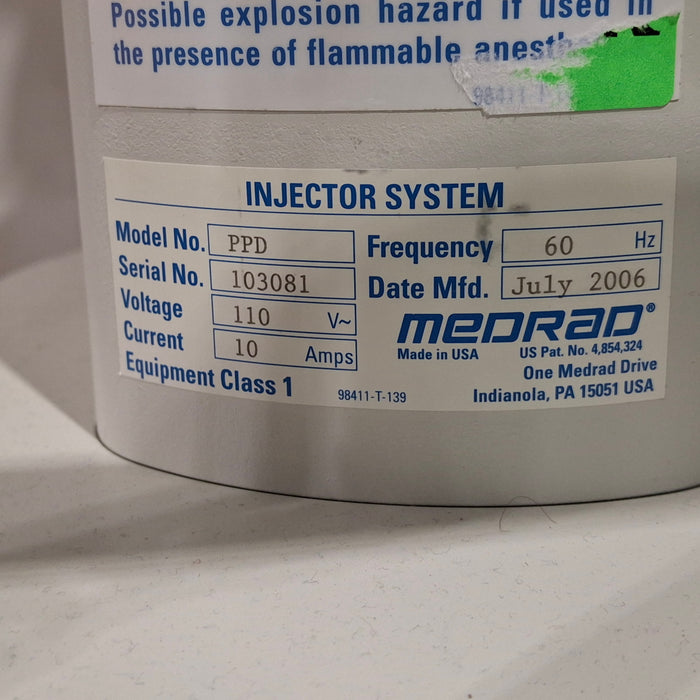 Possible explosion hazard if used in
the presence of flammable
98411-T-
INJECTOR SYSTEM
Model No. PPD
Serial No. 103081
Voltage 110 V~
Current 10 Amps
Equipment Class 1
98411-T-139
Frequency 60 Hz
Date Mfd. July 2006
MEDRAD®
Made in USA US Pat. No. 4,854,324
One Medrad Drive
Indianola, PA 15051 USA